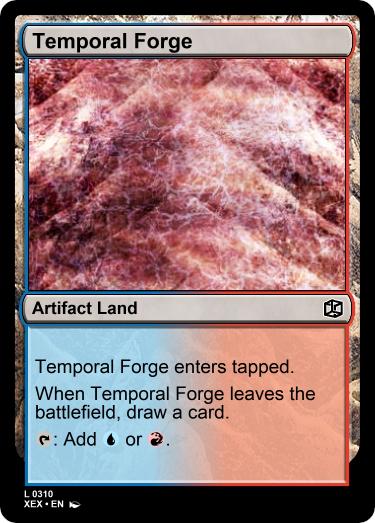 Temporal Forge
Artifact Land
Temporal Forge enters tapped.
When Temporal Forge leaves the
battlefield, draw a card.
: Add or .
L 0310
XEX • EN